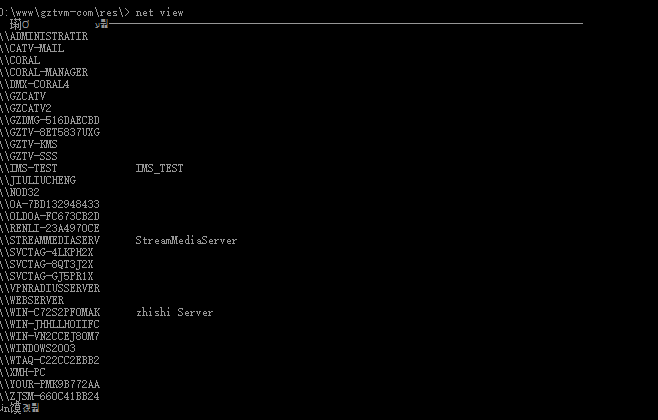 D:\www\gztvm-com\res\> net view
\\ADMINISTRATIR
\\CATV-MAIL
\\CORAL
\\CORAL-MANAGER
\\DMX-CORAL4
\\GZCATV
\\GZCATV2
\\GZDMG-516DAECBD
\\GZTV-8ET5837UXG
\\GZTV-KMS
\\GZTV-SSS
\\IMS-TEST IMS_TEST
\\JIULIUCHENG
\\NOD32
\\OA-7BD132948433
\\OLDOA-FC673CB2D
\\RENLI-23A4970CE
\\STREAMMEDIASERV StreamMediaServer
\\SVCTAG-4LKPH2X
\\SVCTAG-8QT3J2X
\\SVCTAG-GJ5PR1X
\\VPNRADIUSSERVER
\\WEBSERVER
\\WIN-C72S2PFOMAK zhishi Server
\\WIN-JHHLLHOIIFC
\\WIN-VN2CCEJ8OM7
\\WINDOWS2003
\\WTAQ-C22CC2EBB2
\\XMH-PC
\\YOUR-PMK9B772AA
\\ZJSM-660C41BB24